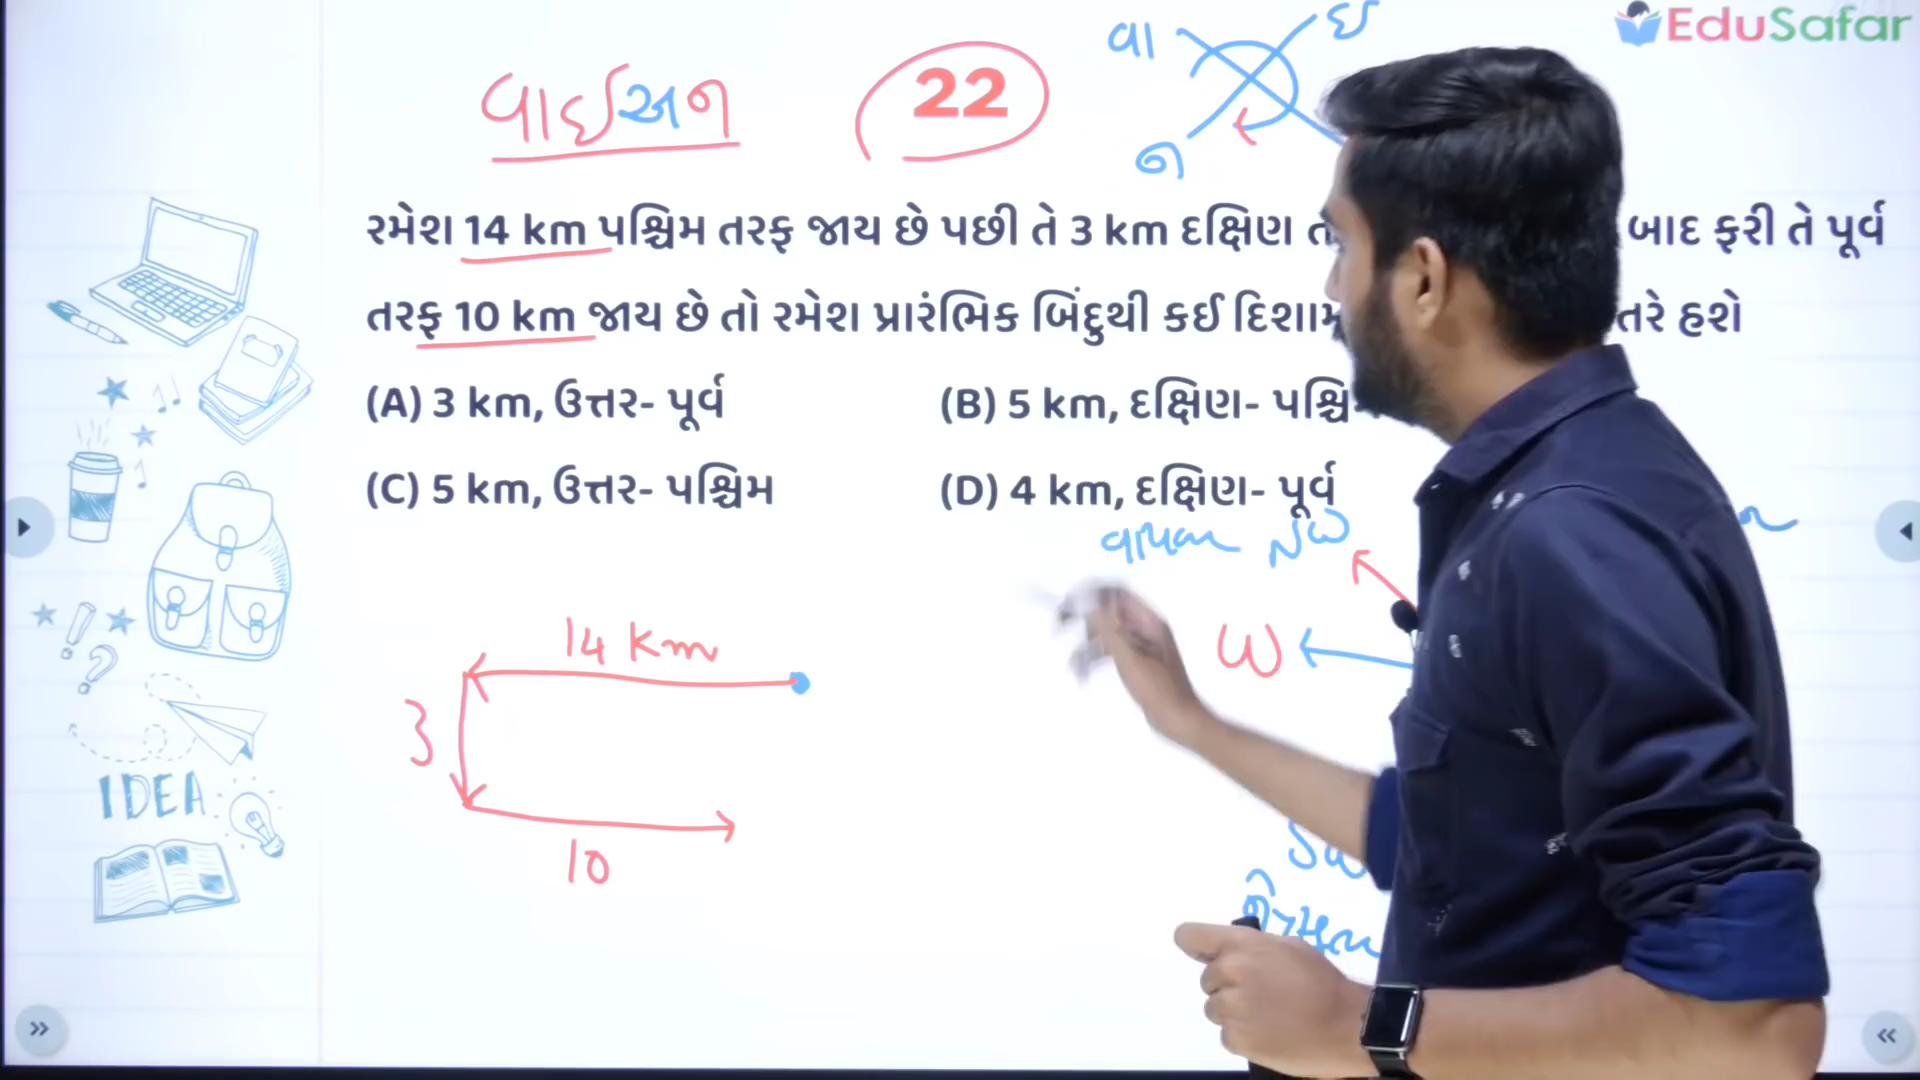 EduSafar
વા ઈ
વાઈઅન 22
ન
રમેશ 14 km પશ્ચિમ તરફ જાય છે પછી તે 3 km દક્ષિણ ત બાદ ફરી તે પૂર્વ
તરફ 10 km જાય છે તો રમેશ પ્રારંભિક બિંદુથી કઈ દિશામ તરે હશે
(A) 3 km, ઉત્તર- પૂર્વ (B) 5 km, દક્ષિણ- પશ્ચિમ
(C) 5 km, ઉત્તર- પશ્ચિમ (D) 4 km, દક્ષિણ- પૂર્વ
NW
14 Km
W
3
10
SW
IDEA